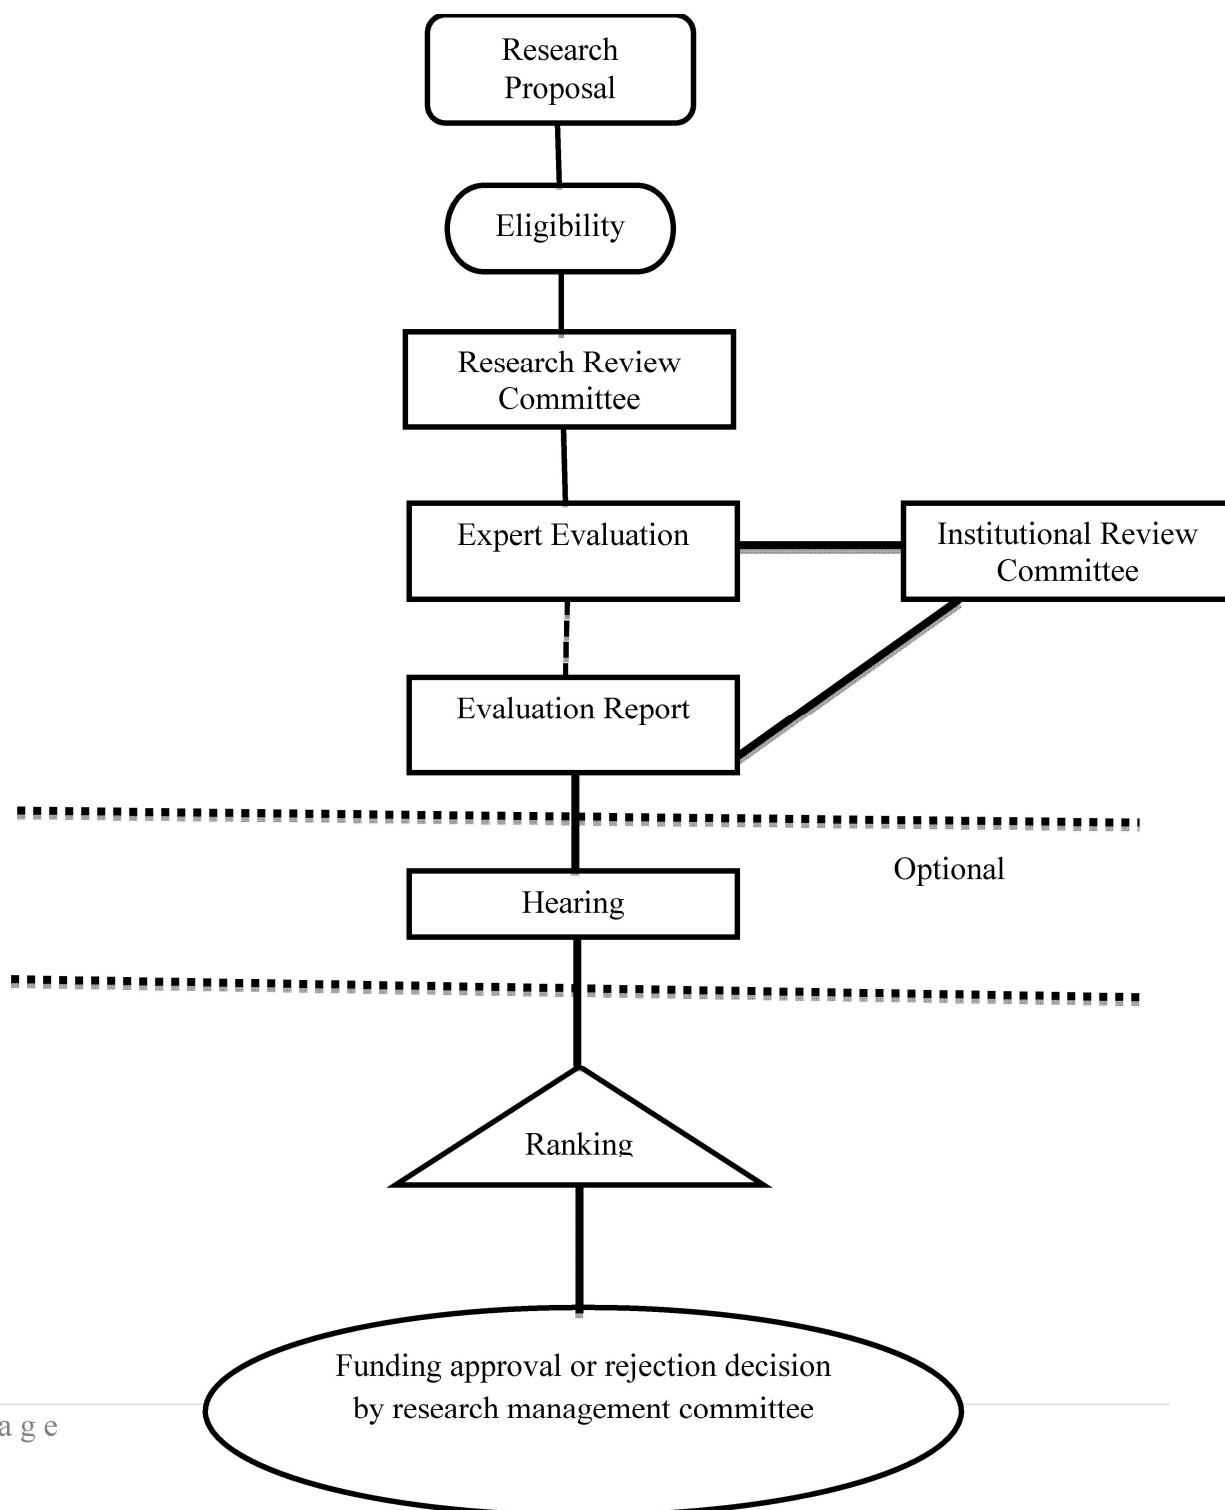 Research
Proposal
Eligibility
Research Review
Committee
Expert Evaluation
Institutional Review
Committee
Evaluation Report
Optional
Hearing
Ranking
Funding approval or rejection decision
by research management committee
a g e